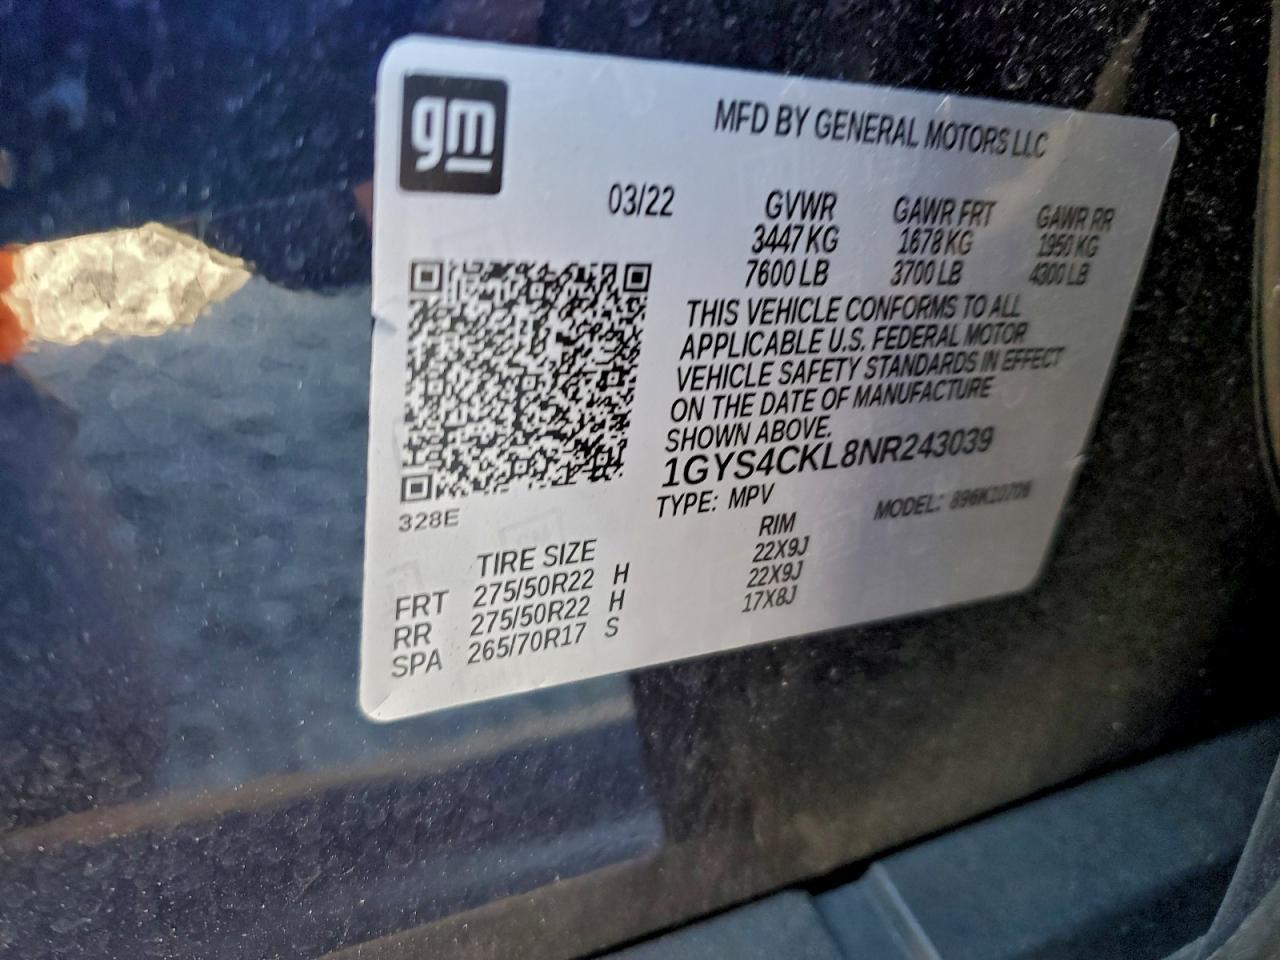 gm
MFD BY GENERAL MOTORS LLC
03/22 GVWR GAWR FRT GAWR RR
3447 KG 1678 KG 1950 KG
7600 LB 3700 LB 4300 LB
THIS VEHICLE CONFORMS TO ALL
APPLICABLE U.S. FEDERAL MOTOR
VEHICLE SAFETY STANDARDS IN EFFECT
ON THE DATE OF MANUFACTURE
SHOWN ABOVE.
1GYS4CKL8NR243039
TYPE: MPV MODEL:
328E
TIRE SIZE RIM
FRT 275/50R22 H 22X9J
RR 275/50R22 H 22X9J
SPA 265/70R17 S 17X8J